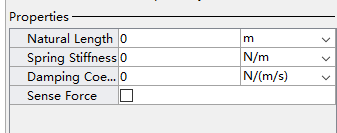 Properties
Natural Length 0 m
Spring Stiffness 0 N/m
Damping Coe... 0 N/(m/s)
Sense Force